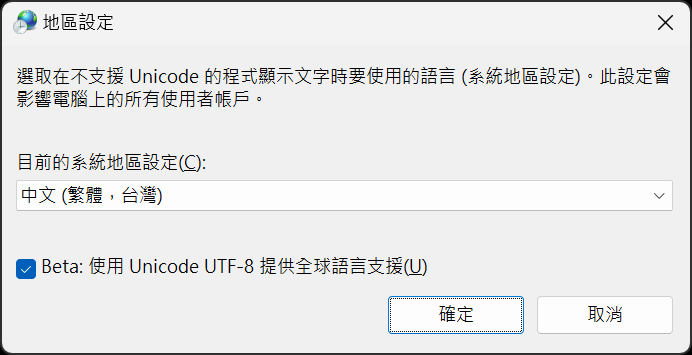 地區設定
選取在不支援 Unicode 的程式顯示文字時要使用的語言 (系統地區設定)。此設定會
影響電腦上的所有使用者帳戶。
目前的系統地區設定(C):
中文 (繁體，台灣)
Beta: 使用 Unicode UTF-8 提供全球語言支援(U)
確定
取消